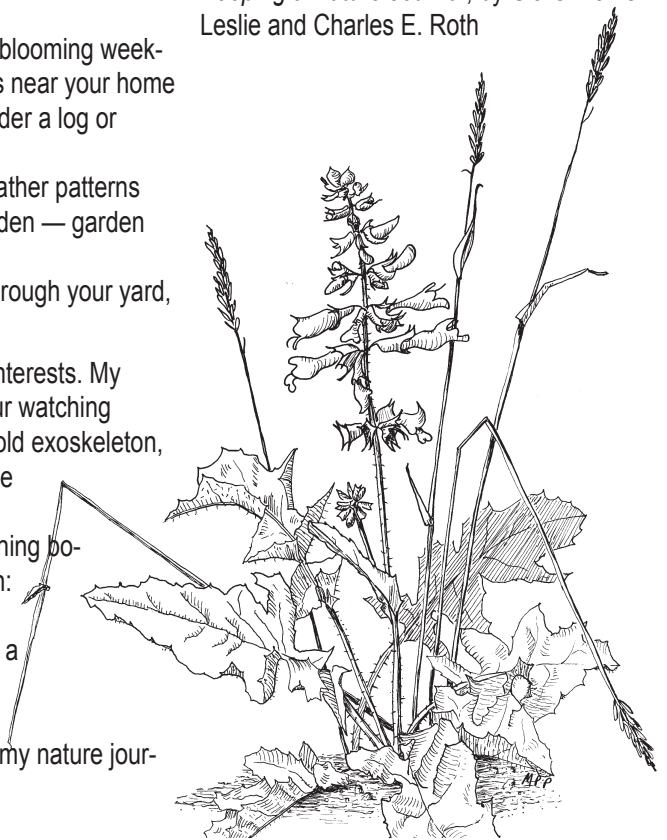 Leslie and Charles E. Roth
blooming week-
s near your home
der a log or
ather patterns
den — garden
rough your yard,
nterests. My
ur watching
old exoskeleton,
e
ning bo-
n:
a
my nature jour-
MPP